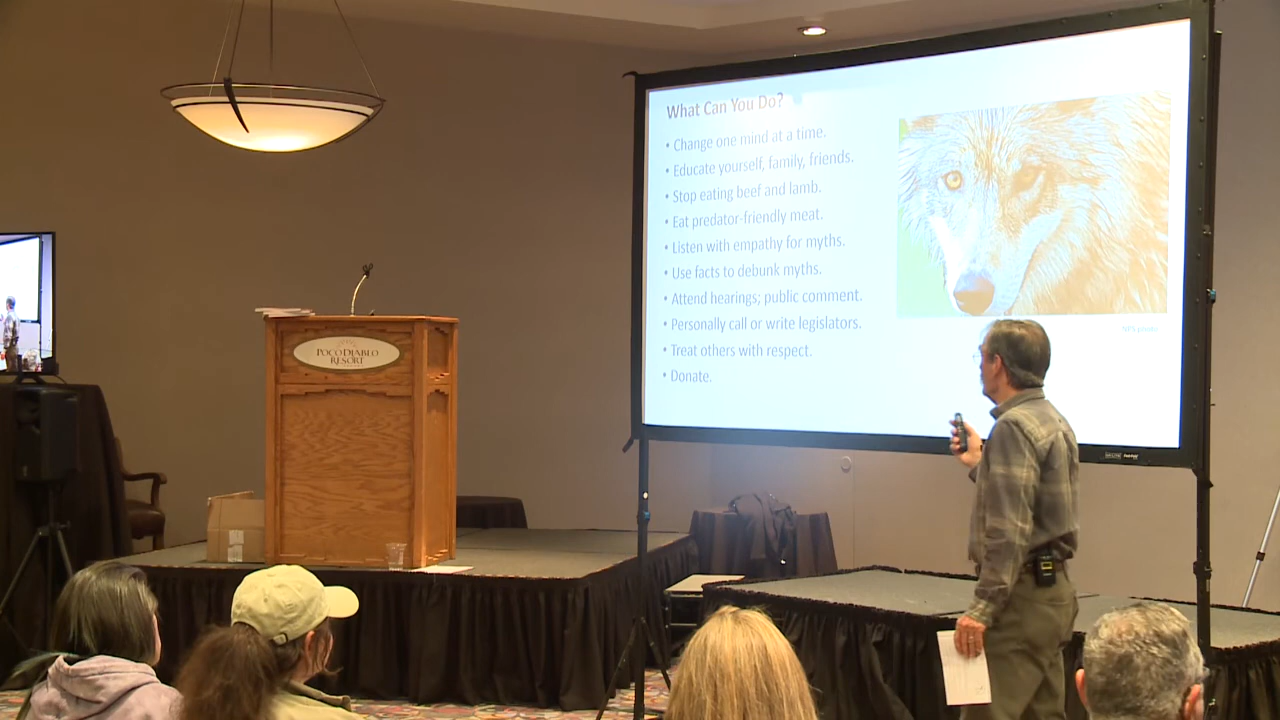 What Can You Do?
• Change one mind at a time.
• Educate yourself, family, friends.
• Stop eating beef and lamb.
• Eat predator-friendly meat.
• Listen with empathy for myths.
• Use facts to debunk myths.
• Attend hearings; public comment.
• Personally call or write legislators.
• Treat others with respect.
• Donate.
POCO DIABLO
RESORT